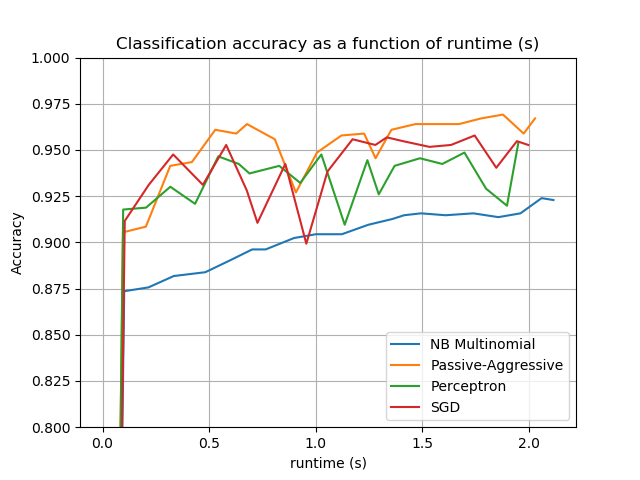 Classification accuracy as a function of runtime (s)
1.000
0.975
0.950
0.925
0.900
0.875
0.850
0.825
0.800
Accuracy
NB Multinomial
Passive-Aggressive
Perceptron
SGD
0.0 0.5 1.0 1.5 2.0
runtime (s)